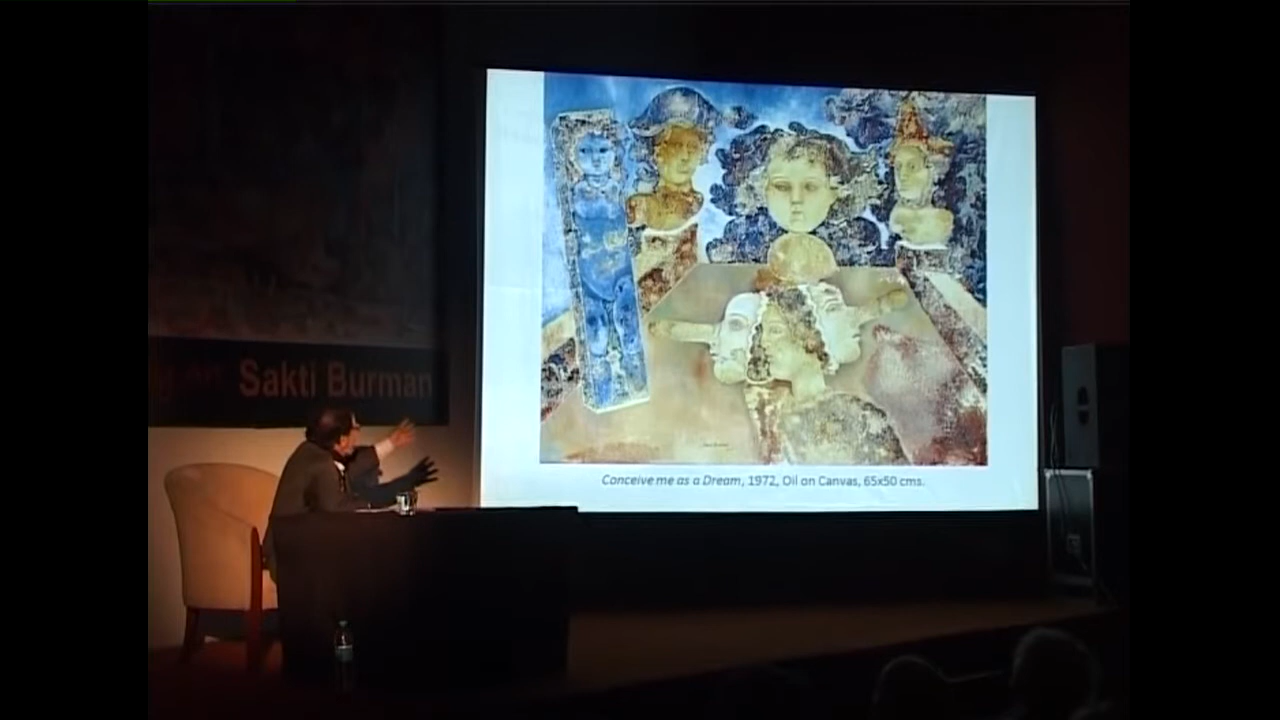 Sakti Burman
Conceive me as a Dream, 1972, Oil on Canvas, 65x50 cms.